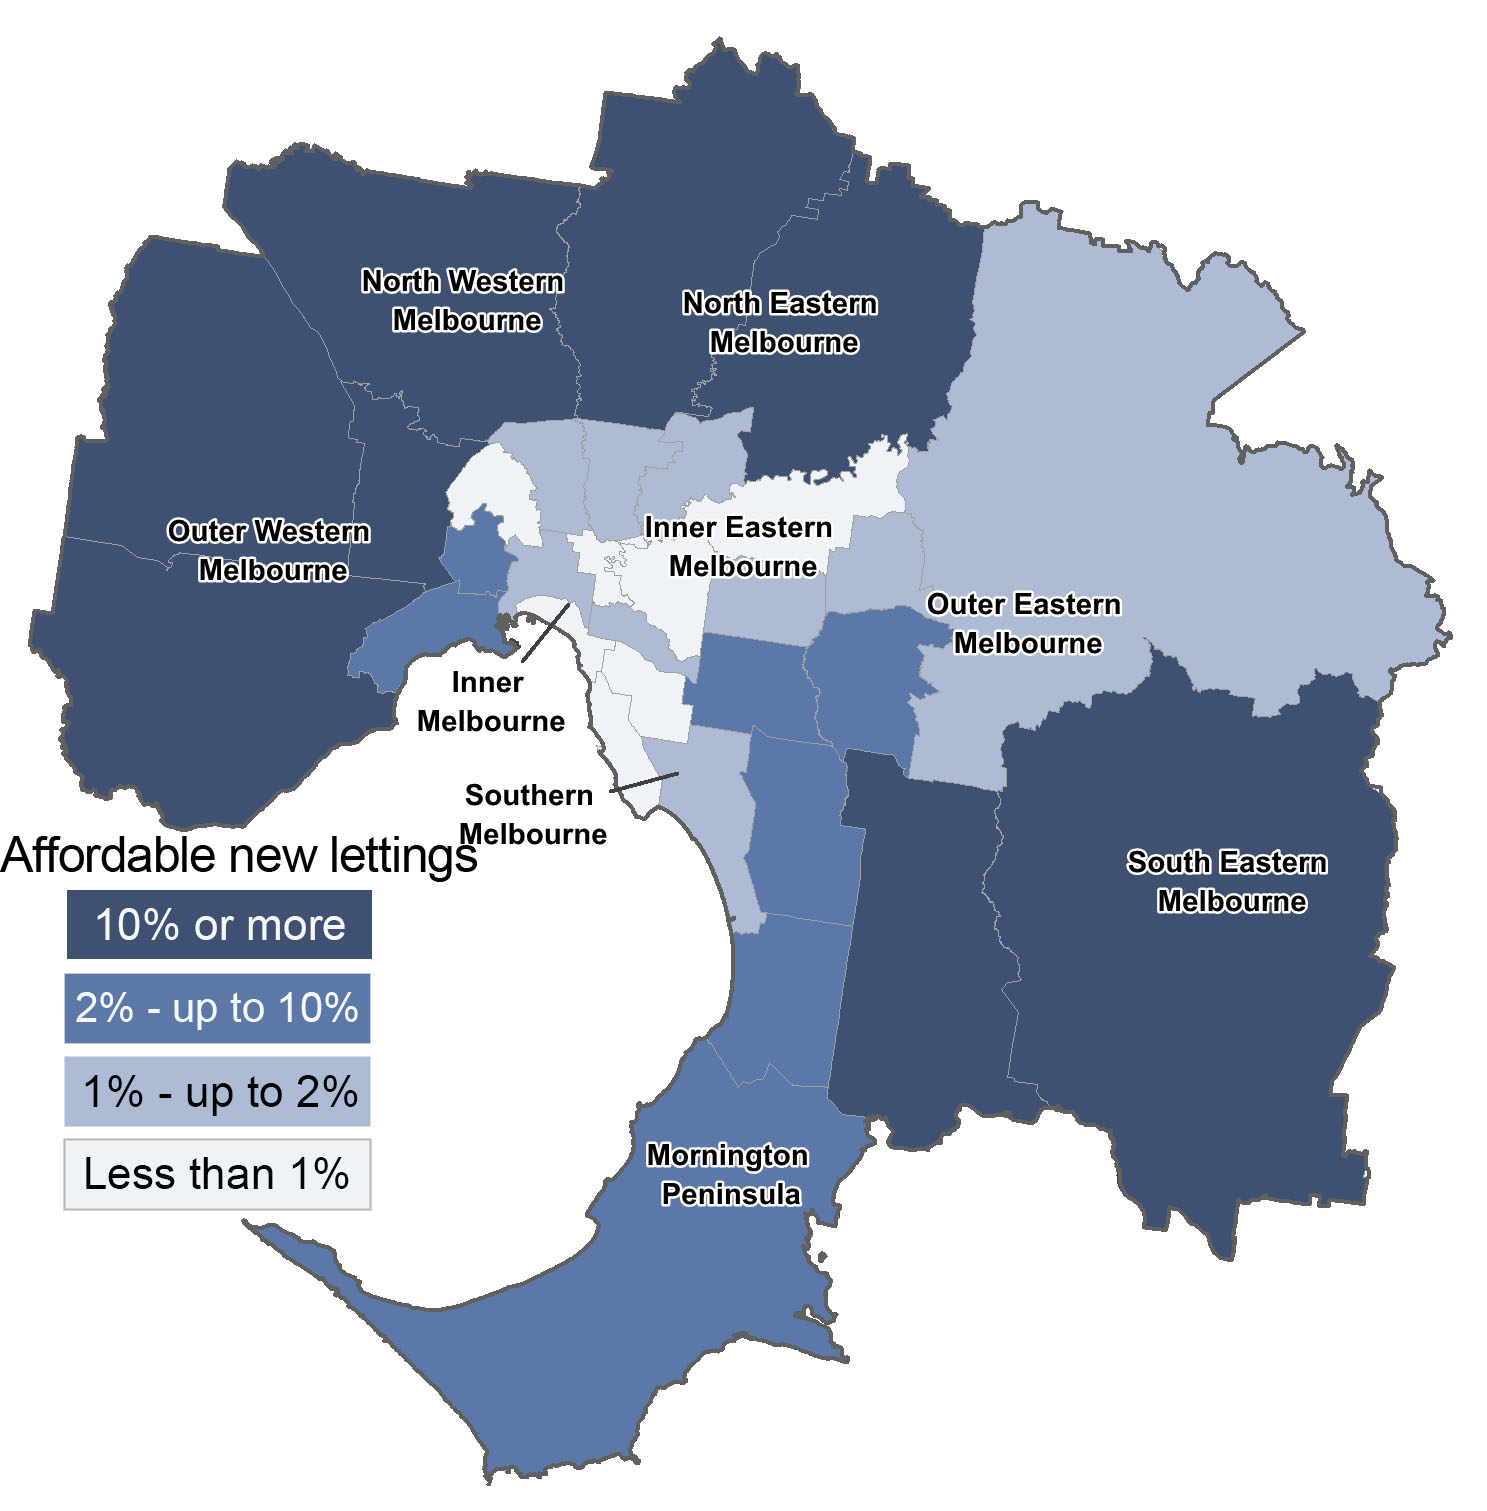 North Western
Melbourne
North Eastern
Melbourne
Outer Western
Melbourne
Inner Eastern
Melbourne
Outer Eastern
Melbourne
Inner
Melbourne
Southern
Melbourne
South Eastern
Melbourne
Mornington
Peninsula
Affordable new lettings
10% or more
2% - up to 10%
1% - up to 2%
Less than 1%